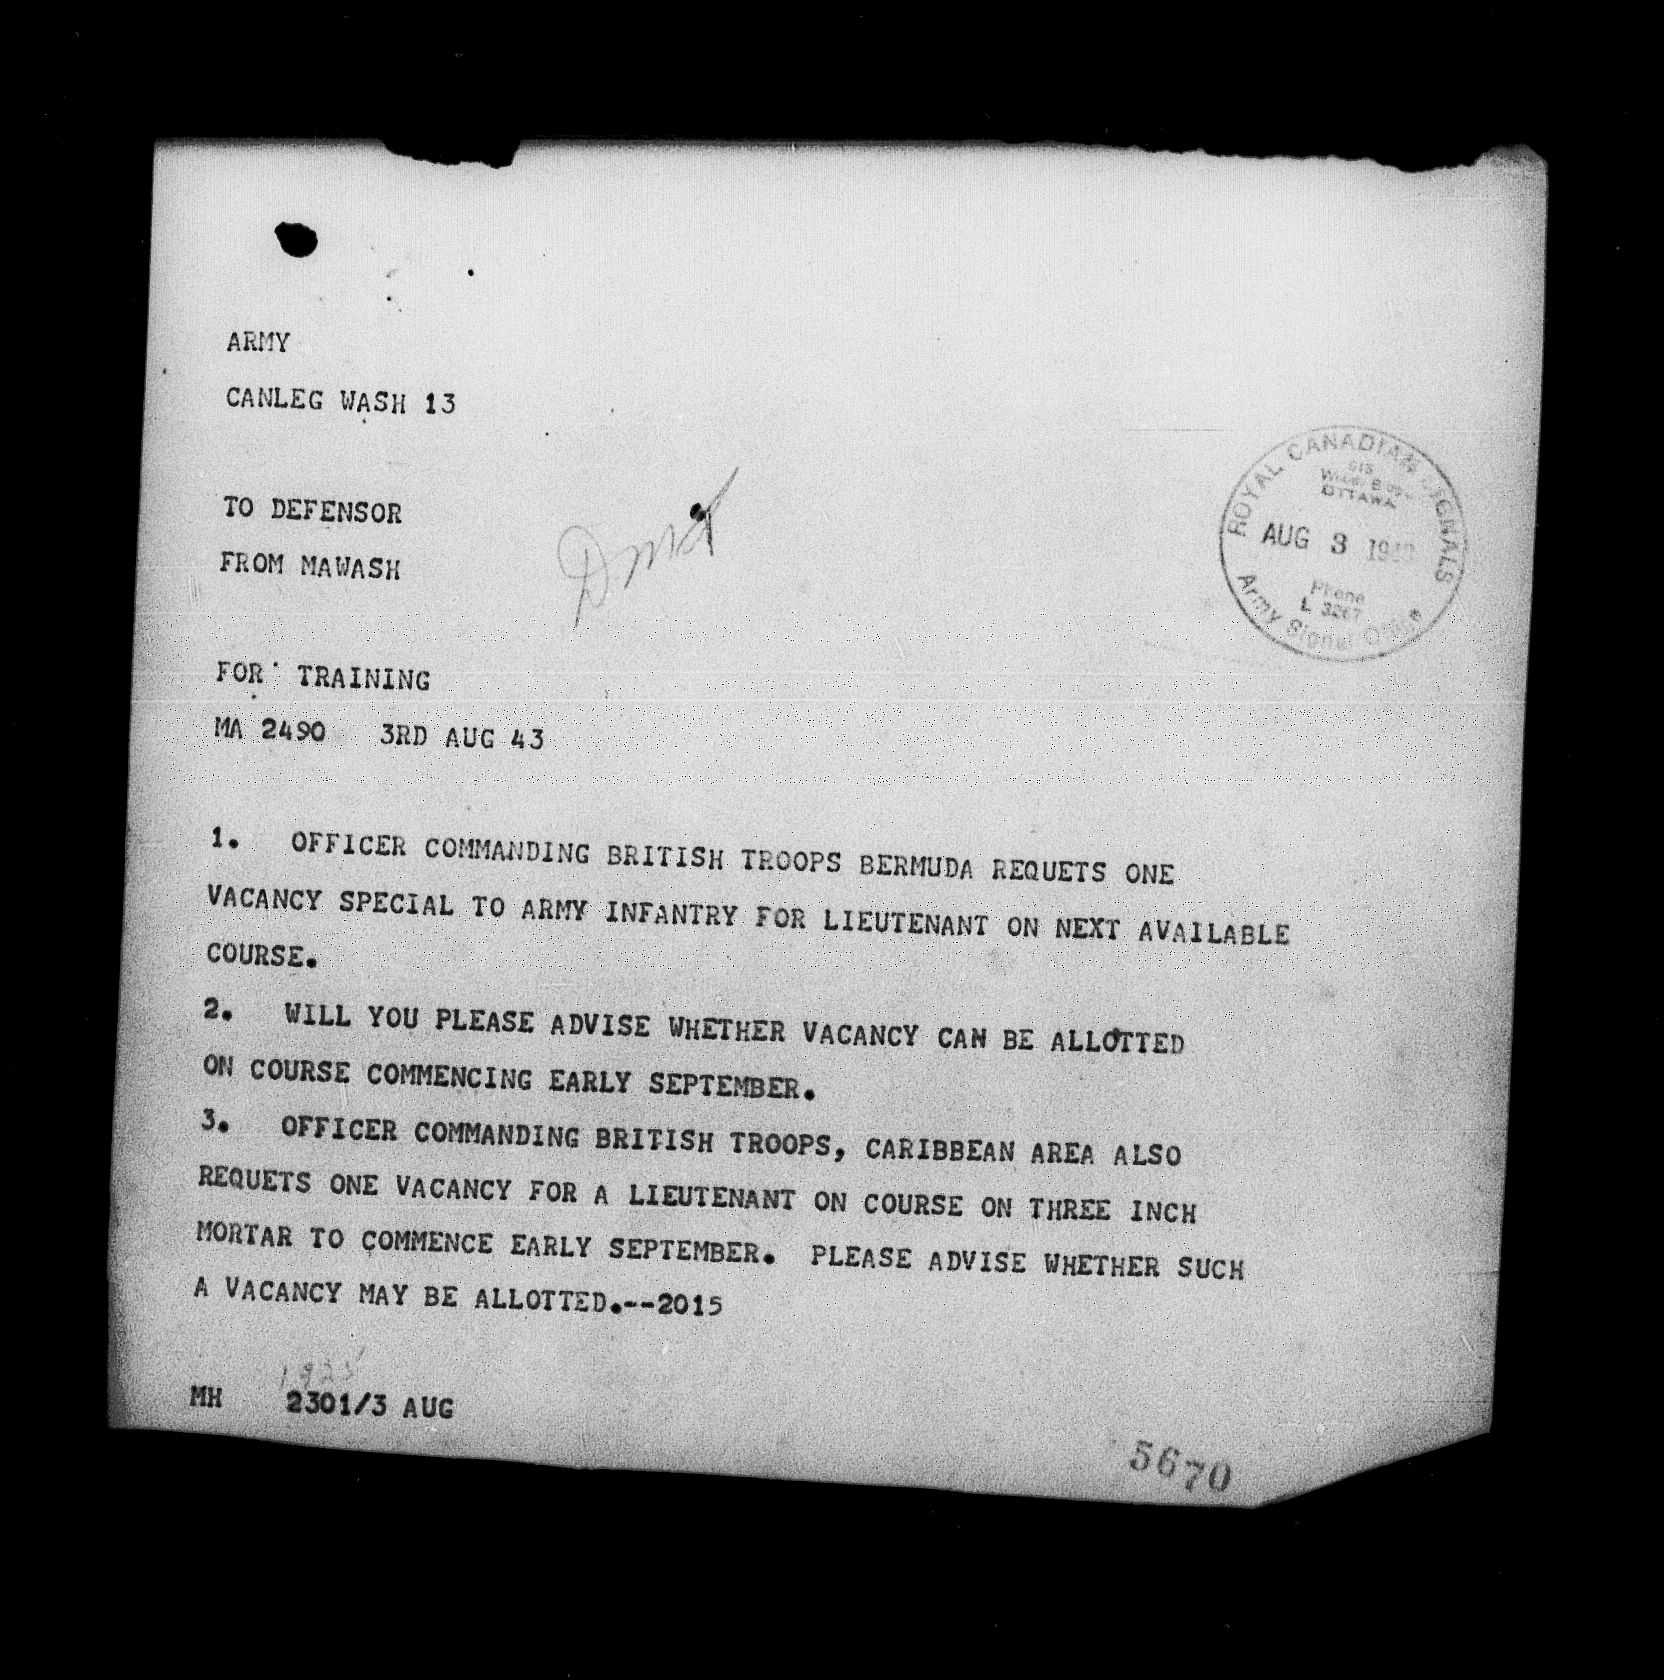 ARMY
CANLEG WASH 13
ROYAL CANADIAN SIGNALS
OTTAWA
AUG 3 1943
Phone
L 3267
Army Signal Office
TO DEFENSOR
FROM MAWASH
FOR TRAINING
MA 2490 3RD AUG 43
1. OFFICER COMMANDING BRITISH TROOPS BERMUDA REQUETS ONE
VACANCY SPECIAL TO ARMY INFANTRY FOR LIEUTENANT ON NEXT AVAILABLE
COURSE.
2. WILL YOU PLEASE ADVISE WHETHER VACANCY CAN BE ALLOTTED
ON COURSE COMMENCING EARLY SEPTEMBER.
3. OFFICER COMMANDING BRITISH TROOPS, CARIBBEAN AREA ALSO
REQUETS ONE VACANCY FOR A LIEUTENANT ON COURSE ON THREE INCH
MORTAR TO COMMENCE EARLY SEPTEMBER. PLEASE ADVISE WHETHER SUCH
A VACANCY MAY BE ALLOTTED.--2015
MH 2301/3 AUG
5670